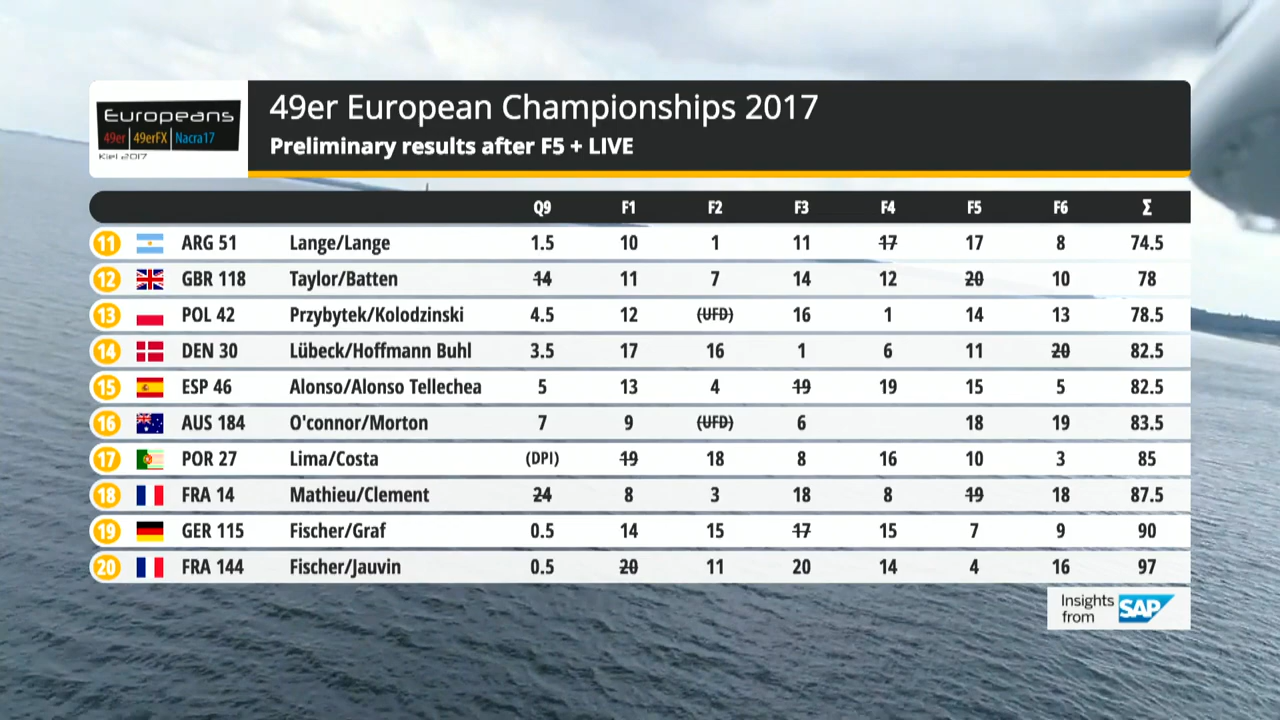 Europeans
49er | 49erFX | Nacra17
Kiel 2017
49er European Championships 2017
Preliminary results after F5 + LIVE
Q9 F1 F2 F3 F4 F5 F6 Σ
11 ARG 51 Lange/Lange 1.5 10 1 11 17 17 8 74.5
12 GBR 118 Taylor/Batten 14 11 7 14 12 20 10 78
13 POL 42 Przybytek/Kolodzinski 4.5 12 (UFD) 16 1 14 13 78.5
14 DEN 30 Lübeck/Hoffmann Buhl 3.5 17 16 1 6 11 20 82.5
15 ESP 46 Alonso/Alonso Tellechea 5 13 4 19 19 15 5 82.5
16 AUS 184 O'connor/Morton 7 9 (UFD) 6 18 19 83.5
17 POR 27 Lima/Costa (DPI) 19 18 8 16 10 3 85
18 FRA 14 Mathieu/Clement 24 8 3 18 8 19 18 87.5
19 GER 115 Fischer/Graf 0.5 14 15 17 15 7 9 90
20 FRA 144 Fischer/Jauvin 0.5 20 11 20 14 4 16 97
Insights
from SAP